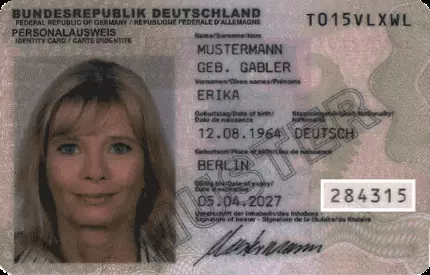 BUNDESREPUBLIK DEUTSCHLAND
FEDERAL REPUBLIC OF GERMANY / RÉPUBLIQUE FÉDÉRALE D'ALLEMAGNE
PERSONALAUSWEIS
IDENTITY CARD / CARTE D'IDENTITÉ
T015VLXWL
Name/Surname/Nom
MUSTERMANN
GEB. GABLER
Vornamen/Given names/Prénoms
ERIKA
Geburtstag/Date of birth/
Date de naissance
Staatsangehörigkeit/Nationality/
Nationalité
12.08.1964 DEUTSCH
Geburtsort/Place of birth/Lieu de naissance
BERLIN
Gültig bis/Date of expiry/
Date d'expiration
05.04.2027
284315
Unterschrift der Inhaberin/des Inhabers
Signature of bearer - Signature de la titulaire/du titulaire
Mustermann
MUSTER